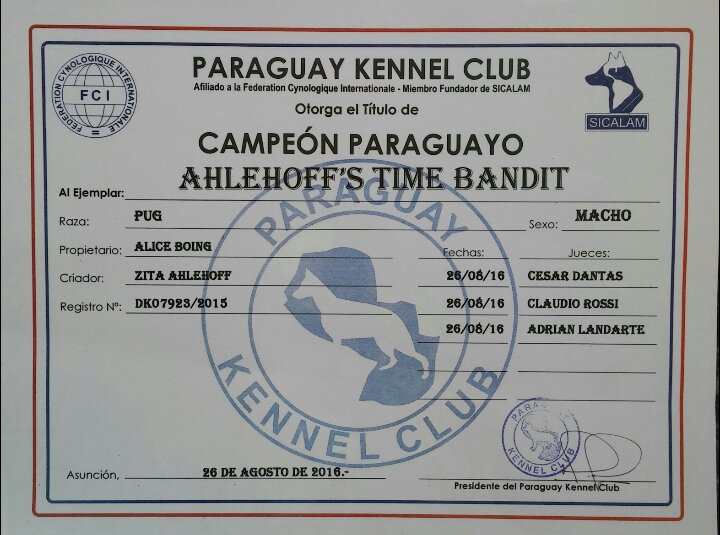 PARAGUAY KENNEL CLUB
Afiliado a la Federation Cynologique Internationale - Miembro Fundador de SICALAM
FEDERATION CYNOLOGIQUE INTERNATIONALE
FCI
SICALAM
Otorga el Título de
CAMPEÓN PARAGUAYO
Al Ejemplar: AHLEHOFF'S TIME BANDIT
Raza: PUG Sexo: MACHO
Propietario: ALICE BOING Fechas: Jueces:
Criador: ZITA AHLEHOFF 26/08/16 CESAR DANTAS
Registro Nº: DK07923/2015 26/08/16 CLAUDIO ROSSI
26/08/16 ADRIAN LANDARTE
PARAGUAY
KENNEL CLUB
PARAGUAY
KENNEL CLUB
Asunción, 26 DE AGOSTO DE 2016.-
Presidente del Paraguay Kennel Club